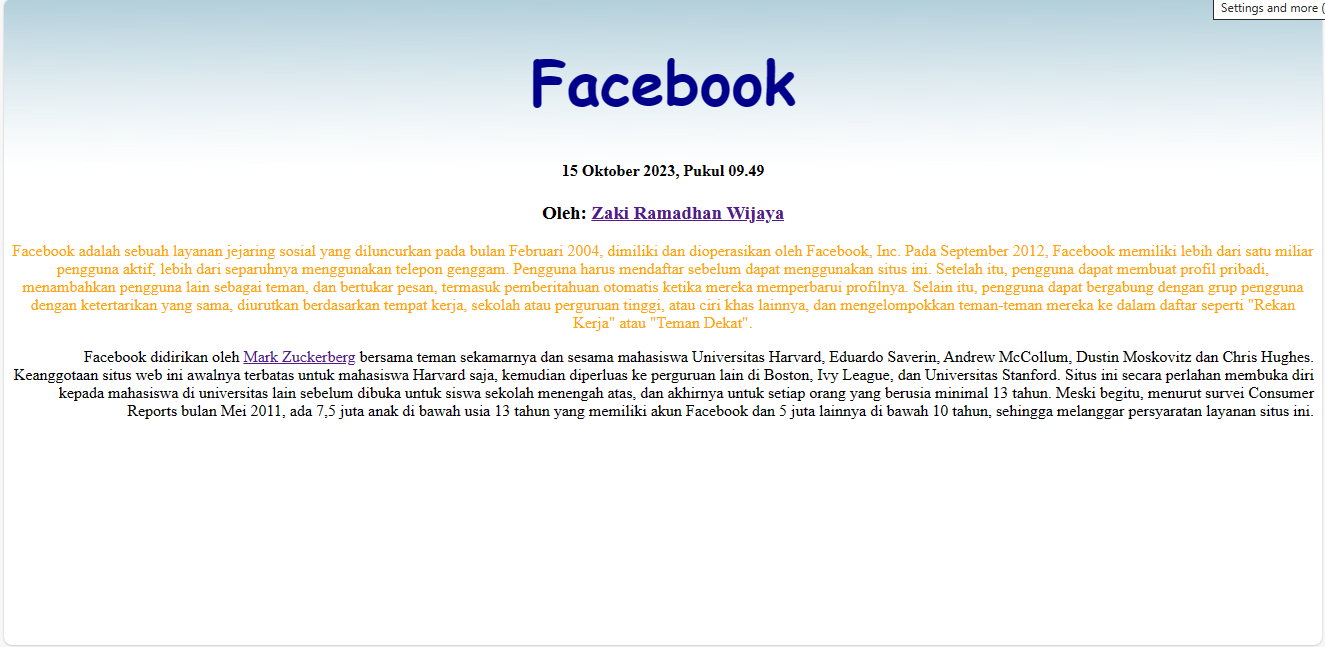 Settings and more (
Facebook
15 Oktober 2023, Pukul 09.49
Oleh: Zaki Ramadhan Wijaya
Facebook adalah sebuah layanan jejaring sosial yang diluncurkan pada bulan Februari 2004, dimiliki dan dioperasikan oleh Facebook, Inc. Pada September 2012, Facebook memiliki lebih dari satu miliar
pengguna aktif, lebih dari separuhnya menggunakan telepon genggam. Pengguna harus mendaftar sebelum dapat menggunakan situs ini. Setelah itu, pengguna dapat membuat profil pribadi,
menambahkan pengguna lain sebagai teman, dan bertukar pesan, termasuk pemberitahuan otomatis ketika mereka memperbarui profilnya. Selain itu, pengguna dapat bergabung dengan grup pengguna
dengan ketertarikan yang sama, diurutkan berdasarkan tempat kerja, sekolah atau perguruan tinggi, atau ciri khas lainnya, dan mengelompokkan teman-teman mereka ke dalam daftar seperti "Rekan
Kerja" atau "Teman Dekat".
Facebook didirikan oleh Mark Zuckerberg bersama teman sekamarnya dan sesama mahasiswa Universitas Harvard, Eduardo Saverin, Andrew McCollum, Dustin Moskovitz dan Chris Hughes.
Keanggotaan situs web ini awalnya terbatas untuk mahasiswa Harvard saja, kemudian diperluas ke perguruan lain di Boston, Ivy League, dan Universitas Stanford. Situs ini secara perlahan membuka diri
kepada mahasiswa di universitas lain sebelum dibuka untuk siswa sekolah menengah atas, dan akhirnya untuk setiap orang yang berusia minimal 13 tahun. Meski begitu, menurut survei Consumer
Reports bulan Mei 2011, ada 7,5 juta anak di bawah usia 13 tahun yang memiliki akun Facebook dan 5 juta lainnya di bawah 10 tahun, sehingga melanggar persyaratan layanan situs ini.